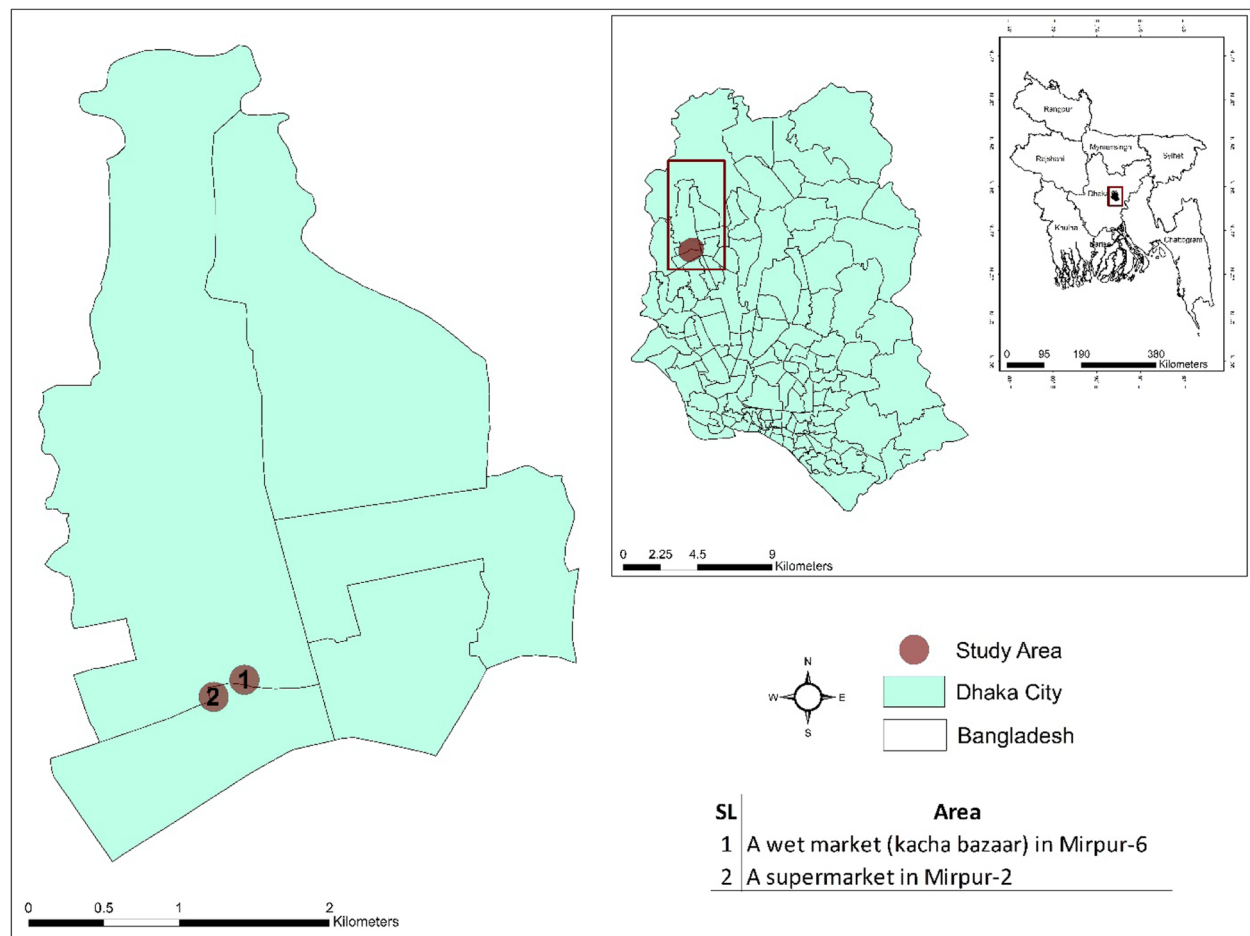 Rangpur
Mymensingh
Sylhet
Rajshahi
Dhaka
Khulna
Chattogram
0 95 190 380
Kilometers
0 2.25 4.5 9
Kilometers
1
2
N
W E
S
Study Area
Dhaka City
Bangladesh
SL Area
1 A wet market (kacha bazaar) in Mirpur-6
2 A supermarket in Mirpur-2
0 0.5 1 2
Kilometers